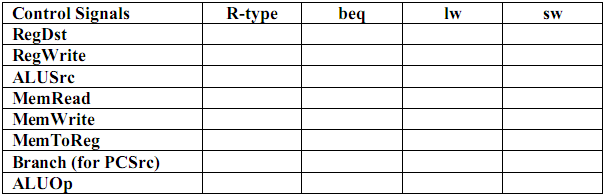 Control Signals R-type beq lw sw
RegDst
RegWrite
ALUSrc
MemRead
MemWrite
MemToReg
Branch (for PCSrc)
ALUOp